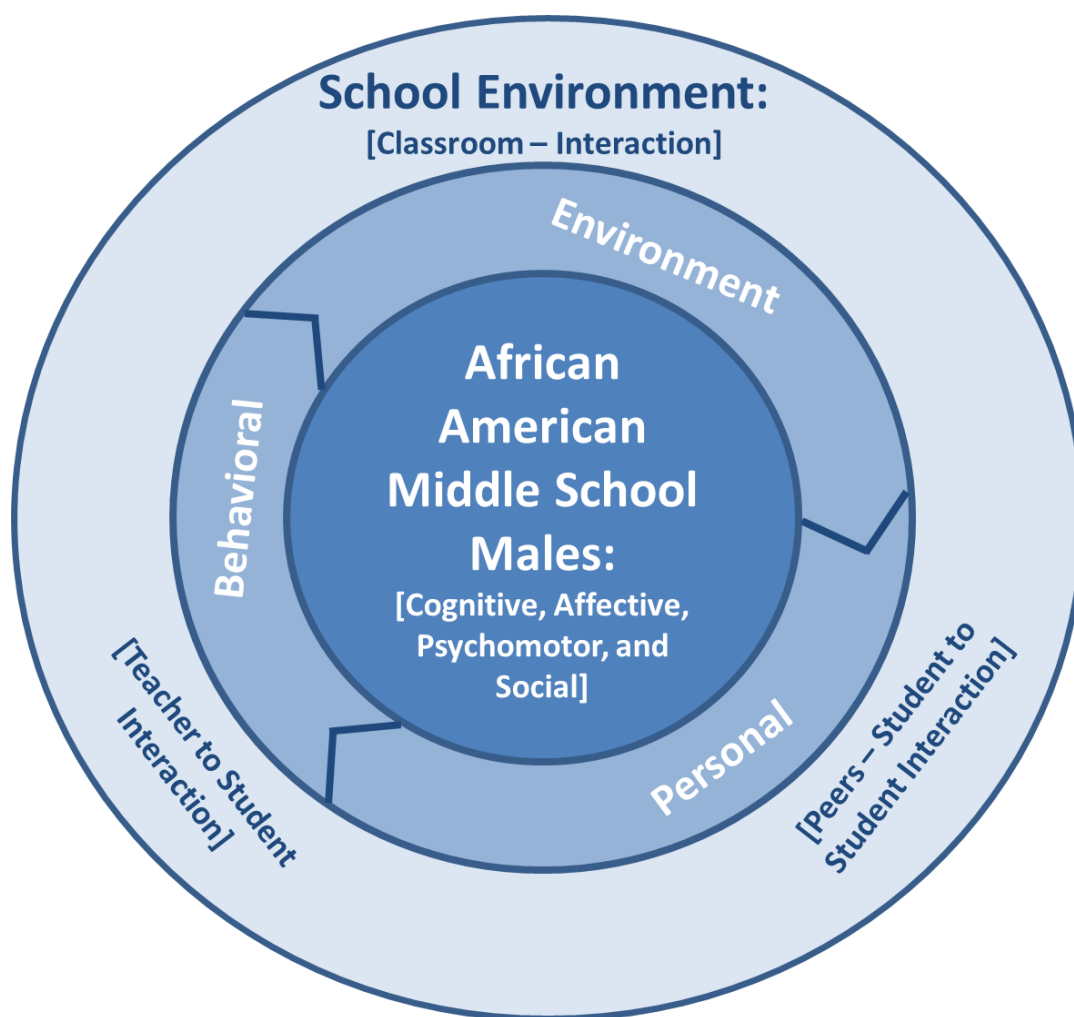 School Environment:
[Classroom – Interaction]
Environment
Behavioral
African
American
Middle School
Males:
[Cognitive, Affective,
Psychomotor, and
Social]
Personal
[Teacher to Student
Interaction]
[Peers – Student to
Student Interaction]